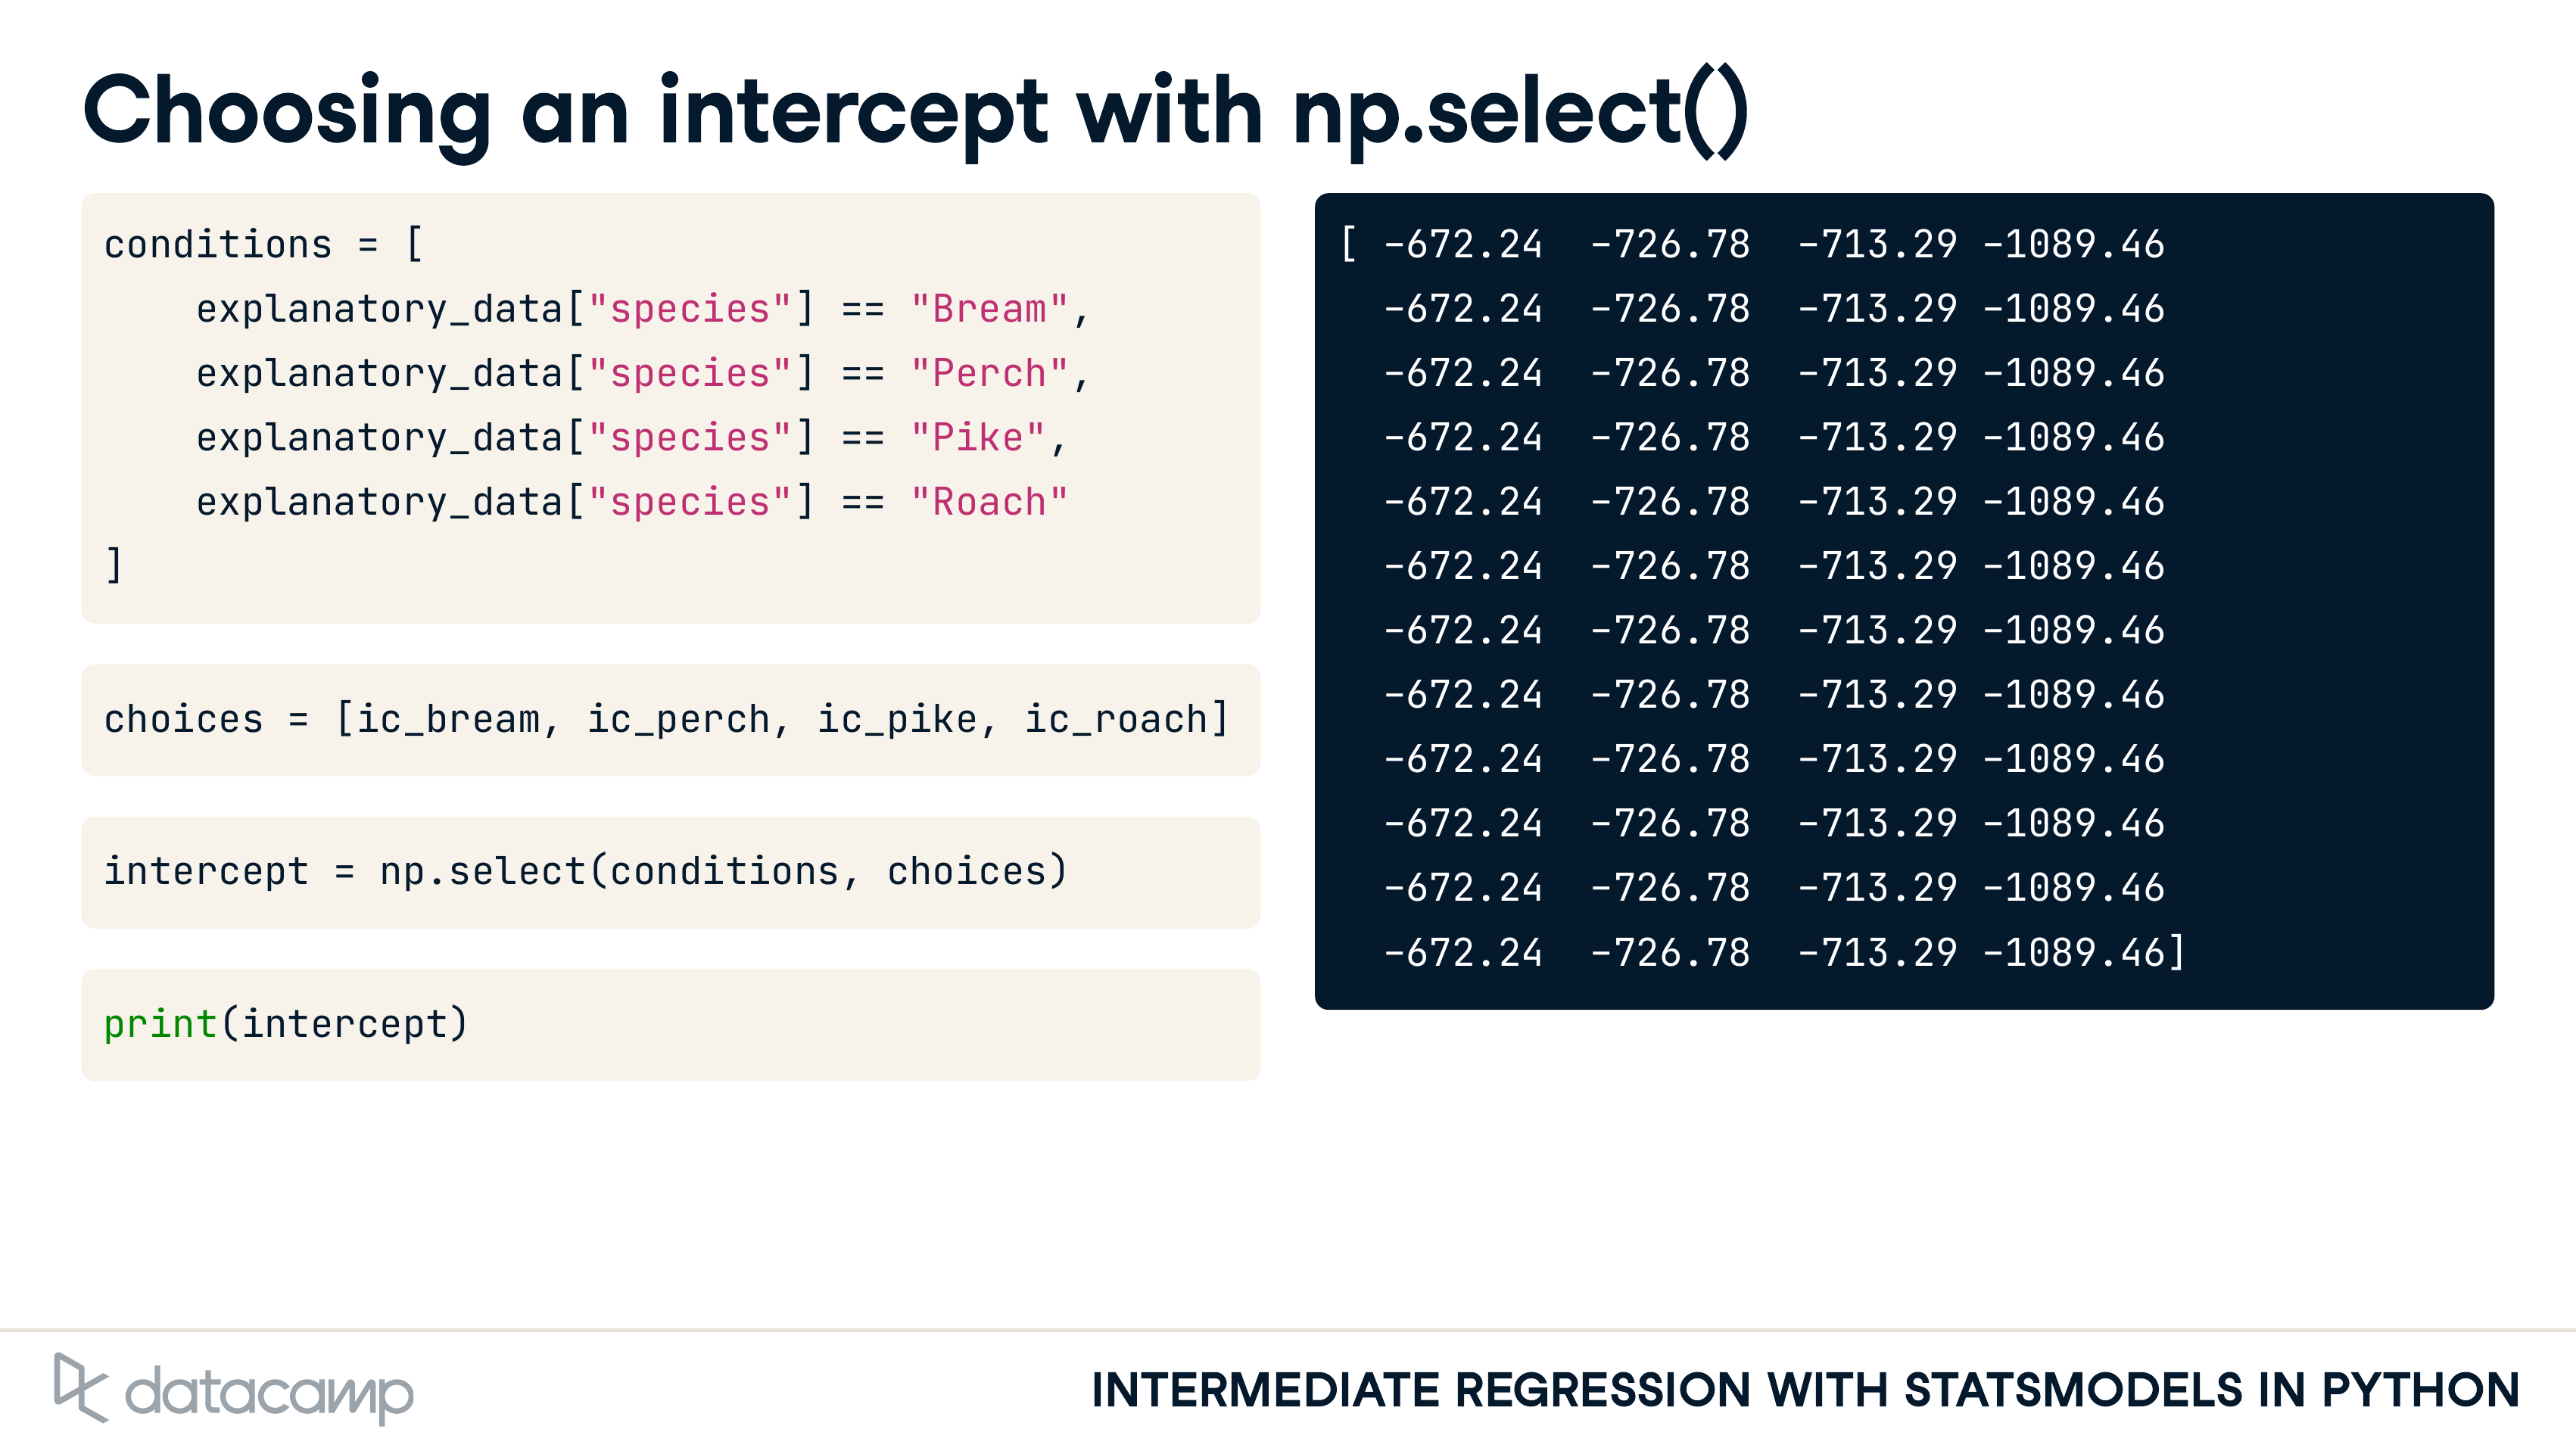 Choosing an intercept with np.select()
conditions = [
    explanatory_data["species"] == "Bream",
    explanatory_data["species"] == "Perch",
    explanatory_data["species"] == "Pike",
    explanatory_data["species"] == "Roach"
]
choices = [ic_bream, ic_perch, ic_pike, ic_roach]
intercept = np.select(conditions, choices)
print(intercept)
[ -672.24  -726.78  -713.29 -1089.46
  -672.24  -726.78  -713.29 -1089.46
  -672.24  -726.78  -713.29 -1089.46
  -672.24  -726.78  -713.29 -1089.46
  -672.24  -726.78  -713.29 -1089.46
  -672.24  -726.78  -713.29 -1089.46
  -672.24  -726.78  -713.29 -1089.46
  -672.24  -726.78  -713.29 -1089.46
  -672.24  -726.78  -713.29 -1089.46
  -672.24  -726.78  -713.29 -1089.46
  -672.24  -726.78  -713.29 -1089.46
  -672.24  -726.78  -713.29 -1089.46]
datacamp
INTERMEDIATE REGRESSION WITH STATSMODELS IN PYTHON